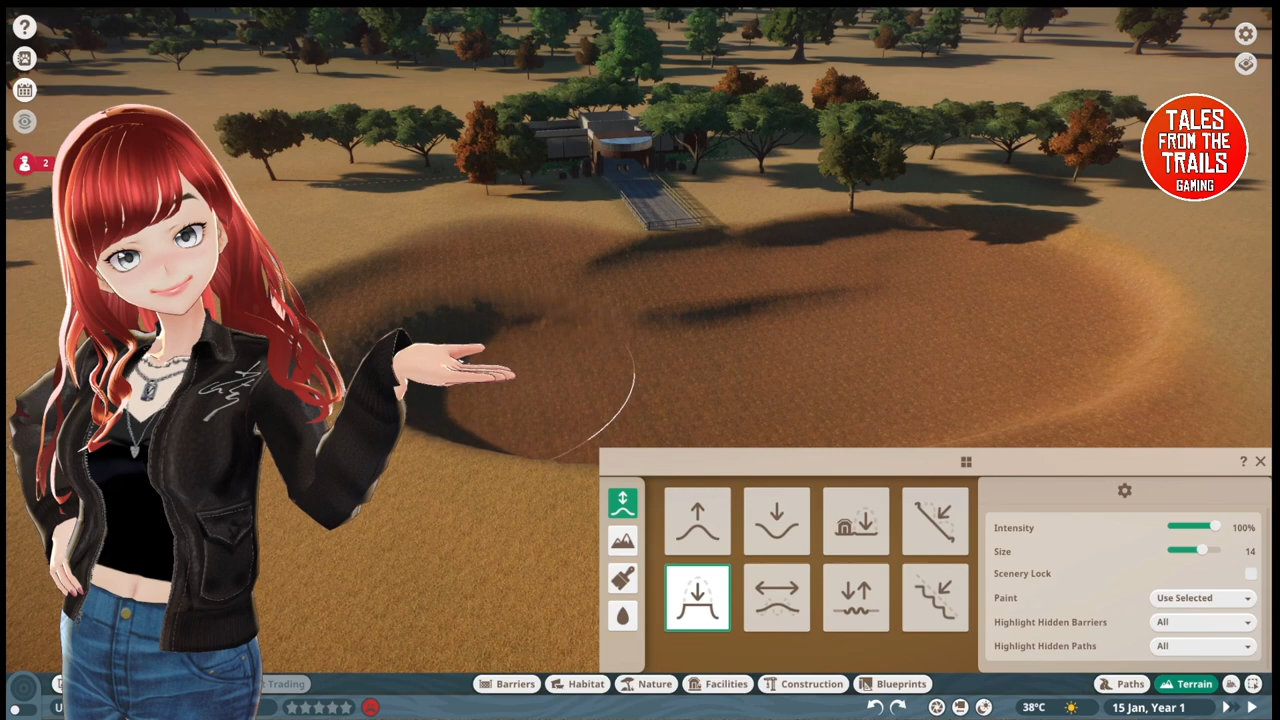 ?
2
TALES
FROM THE
TRAILS
GAMING
?
Intensity 100%
Size 14
Scenery Lock
Paint Use Selected
Highlight Hidden Barriers All
Highlight Hidden Paths All
Trading Barriers Habitat Nature Facilities Construction Blueprints Paths Terrain
38°C 15 Jan, Year 1